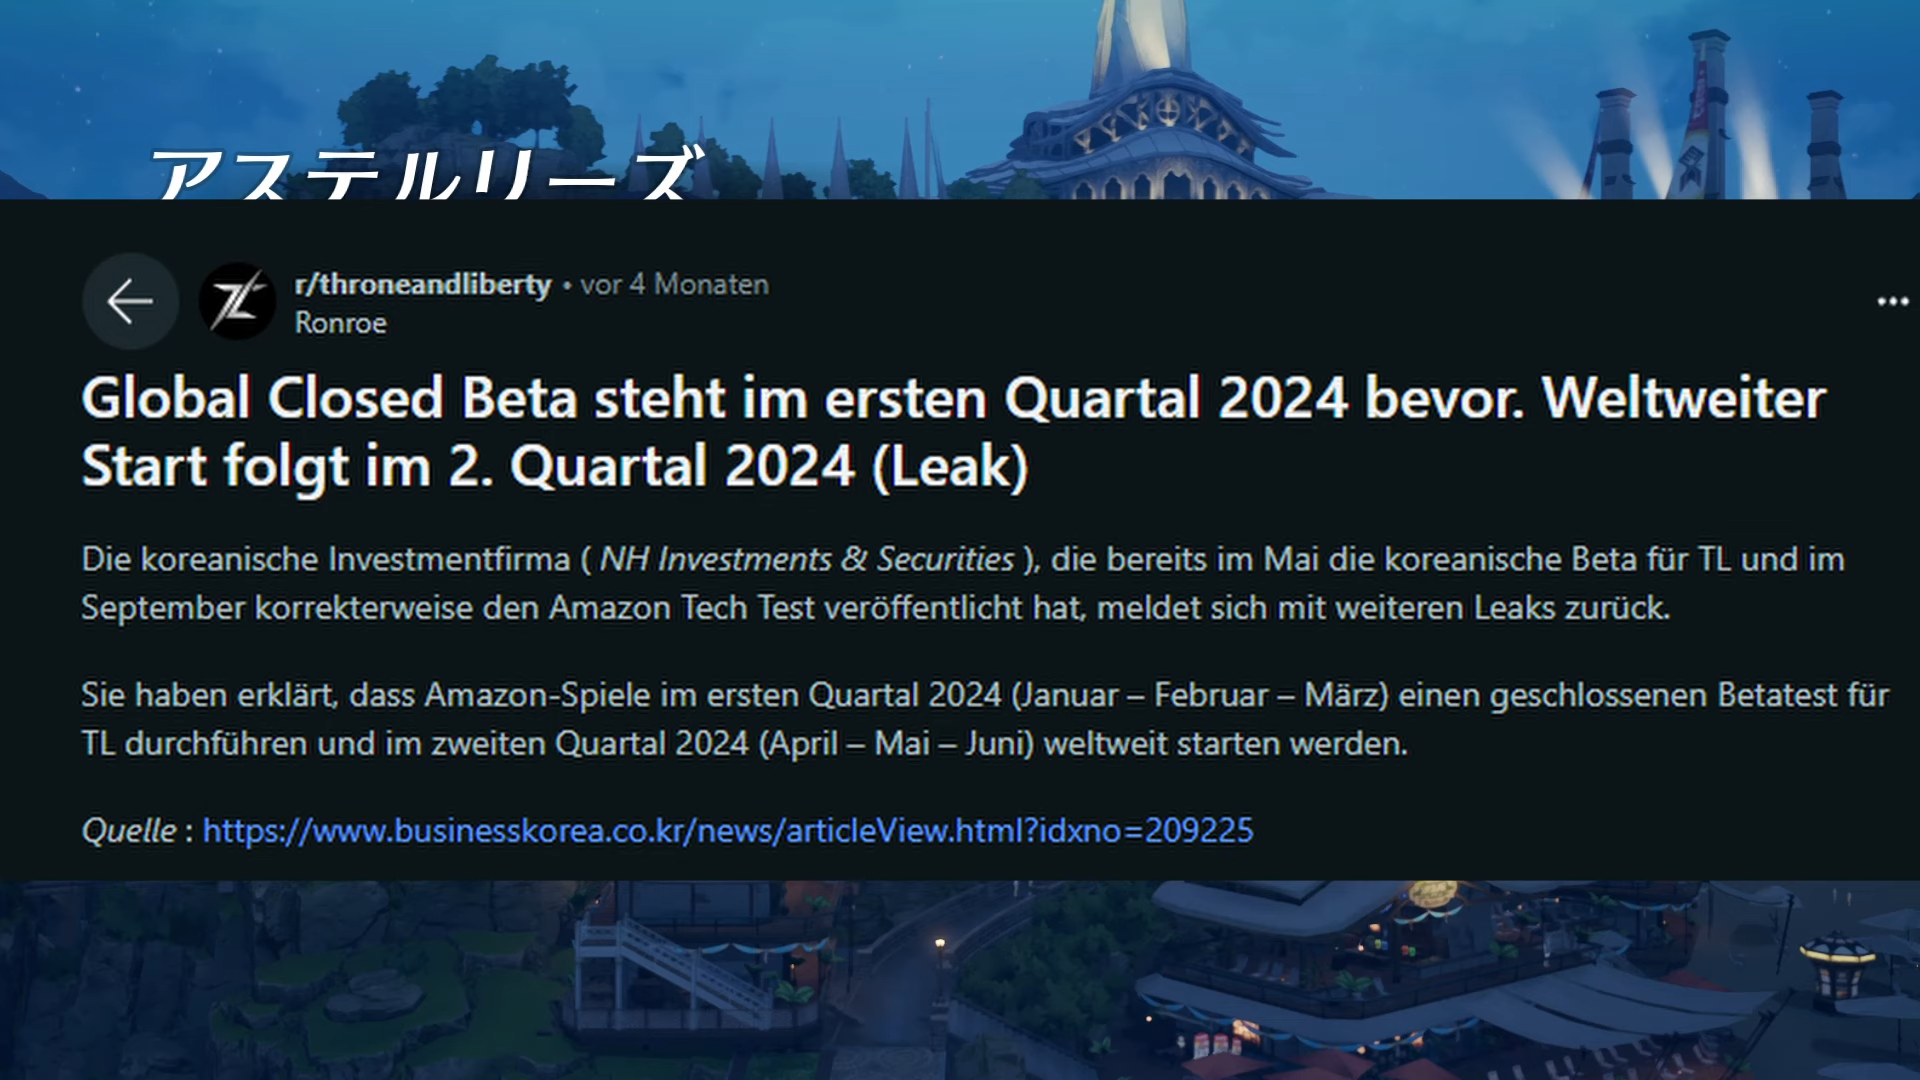 アステルリーズ
r/throneandliberty • vor 4 Monaten
Ronroe
Global Closed Beta steht im ersten Quartal 2024 bevor. Weltweiter
Start folgt im 2. Quartal 2024 (Leak)
Die koreanische Investmentfirma ( NH Investments & Securities ), die bereits im Mai die koreanische Beta für TL und im
September korrekterweise den Amazon Tech Test veröffentlicht hat, meldet sich mit weiteren Leaks zurück.
Sie haben erklärt, dass Amazon-Spiele im ersten Quartal 2024 (Januar – Februar – März) einen geschlossenen Betatest für
TL durchführen und im zweiten Quartal 2024 (April – Mai – Juni) weltweit starten werden.
Quelle : https://www.businesskorea.co.kr/news/articleView.html?idxno=209225